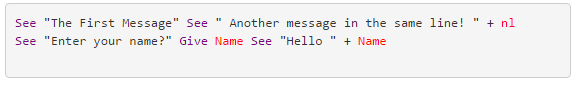 See "The First Message" See " Another message in the same line! " + nl
See "Enter your name?" Give Name See "Hello " + Name